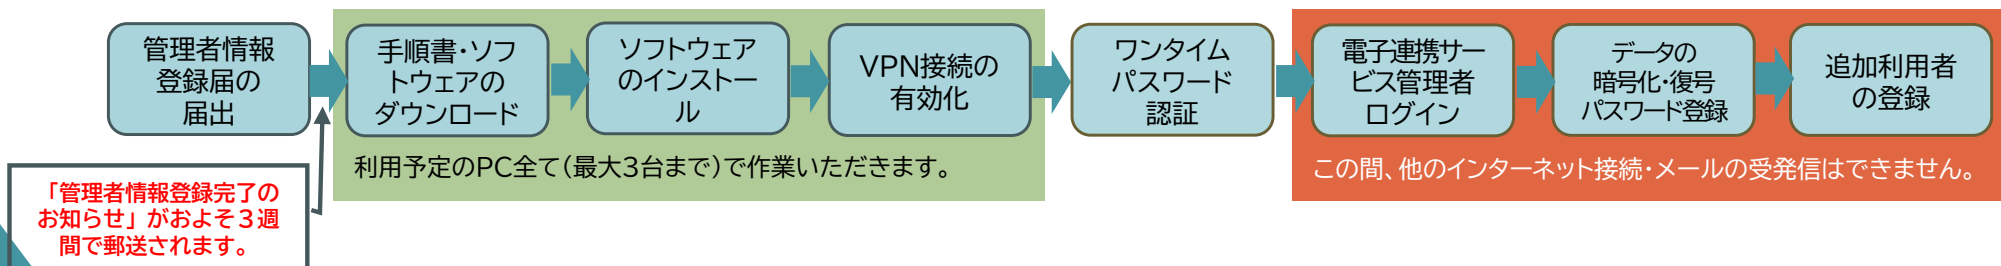 管理者情報
登録届の
届出
手順書・ソフ
トウェアの
ダウンロード
ソフトウェア
のインストー
ル
VPN接続の
有効化
ワンタイム
パスワード
認証
電子連携サー
ビス管理者
ログイン
データの
暗号化・復号
パスワード登録
追加利用者
の登録
利用予定のPC全て(最大3台まで)で作業いただきます。
この間、他のインターネット接続・メールの受発信はできません。
「管理者情報登録完了の
お知らせ」がおよそ3週
間で郵送されます。